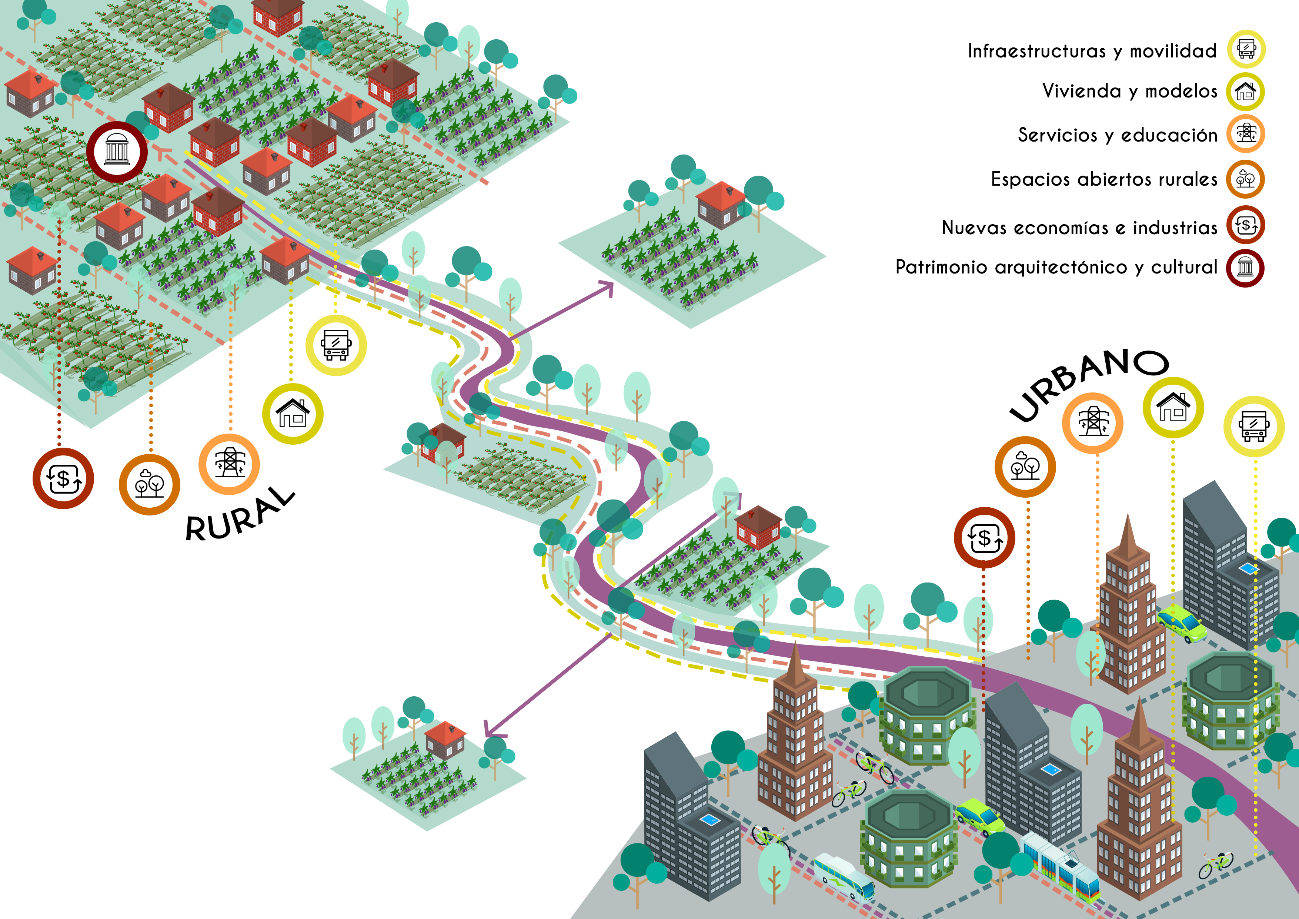 Infraestructuras y movilidad
Vivienda y modelos
Servicios y educación
Espacios abiertos rurales
Nuevas economías e industrias
Patrimonio arquitectónico y cultural
URBANO
$
$
RURAL
$